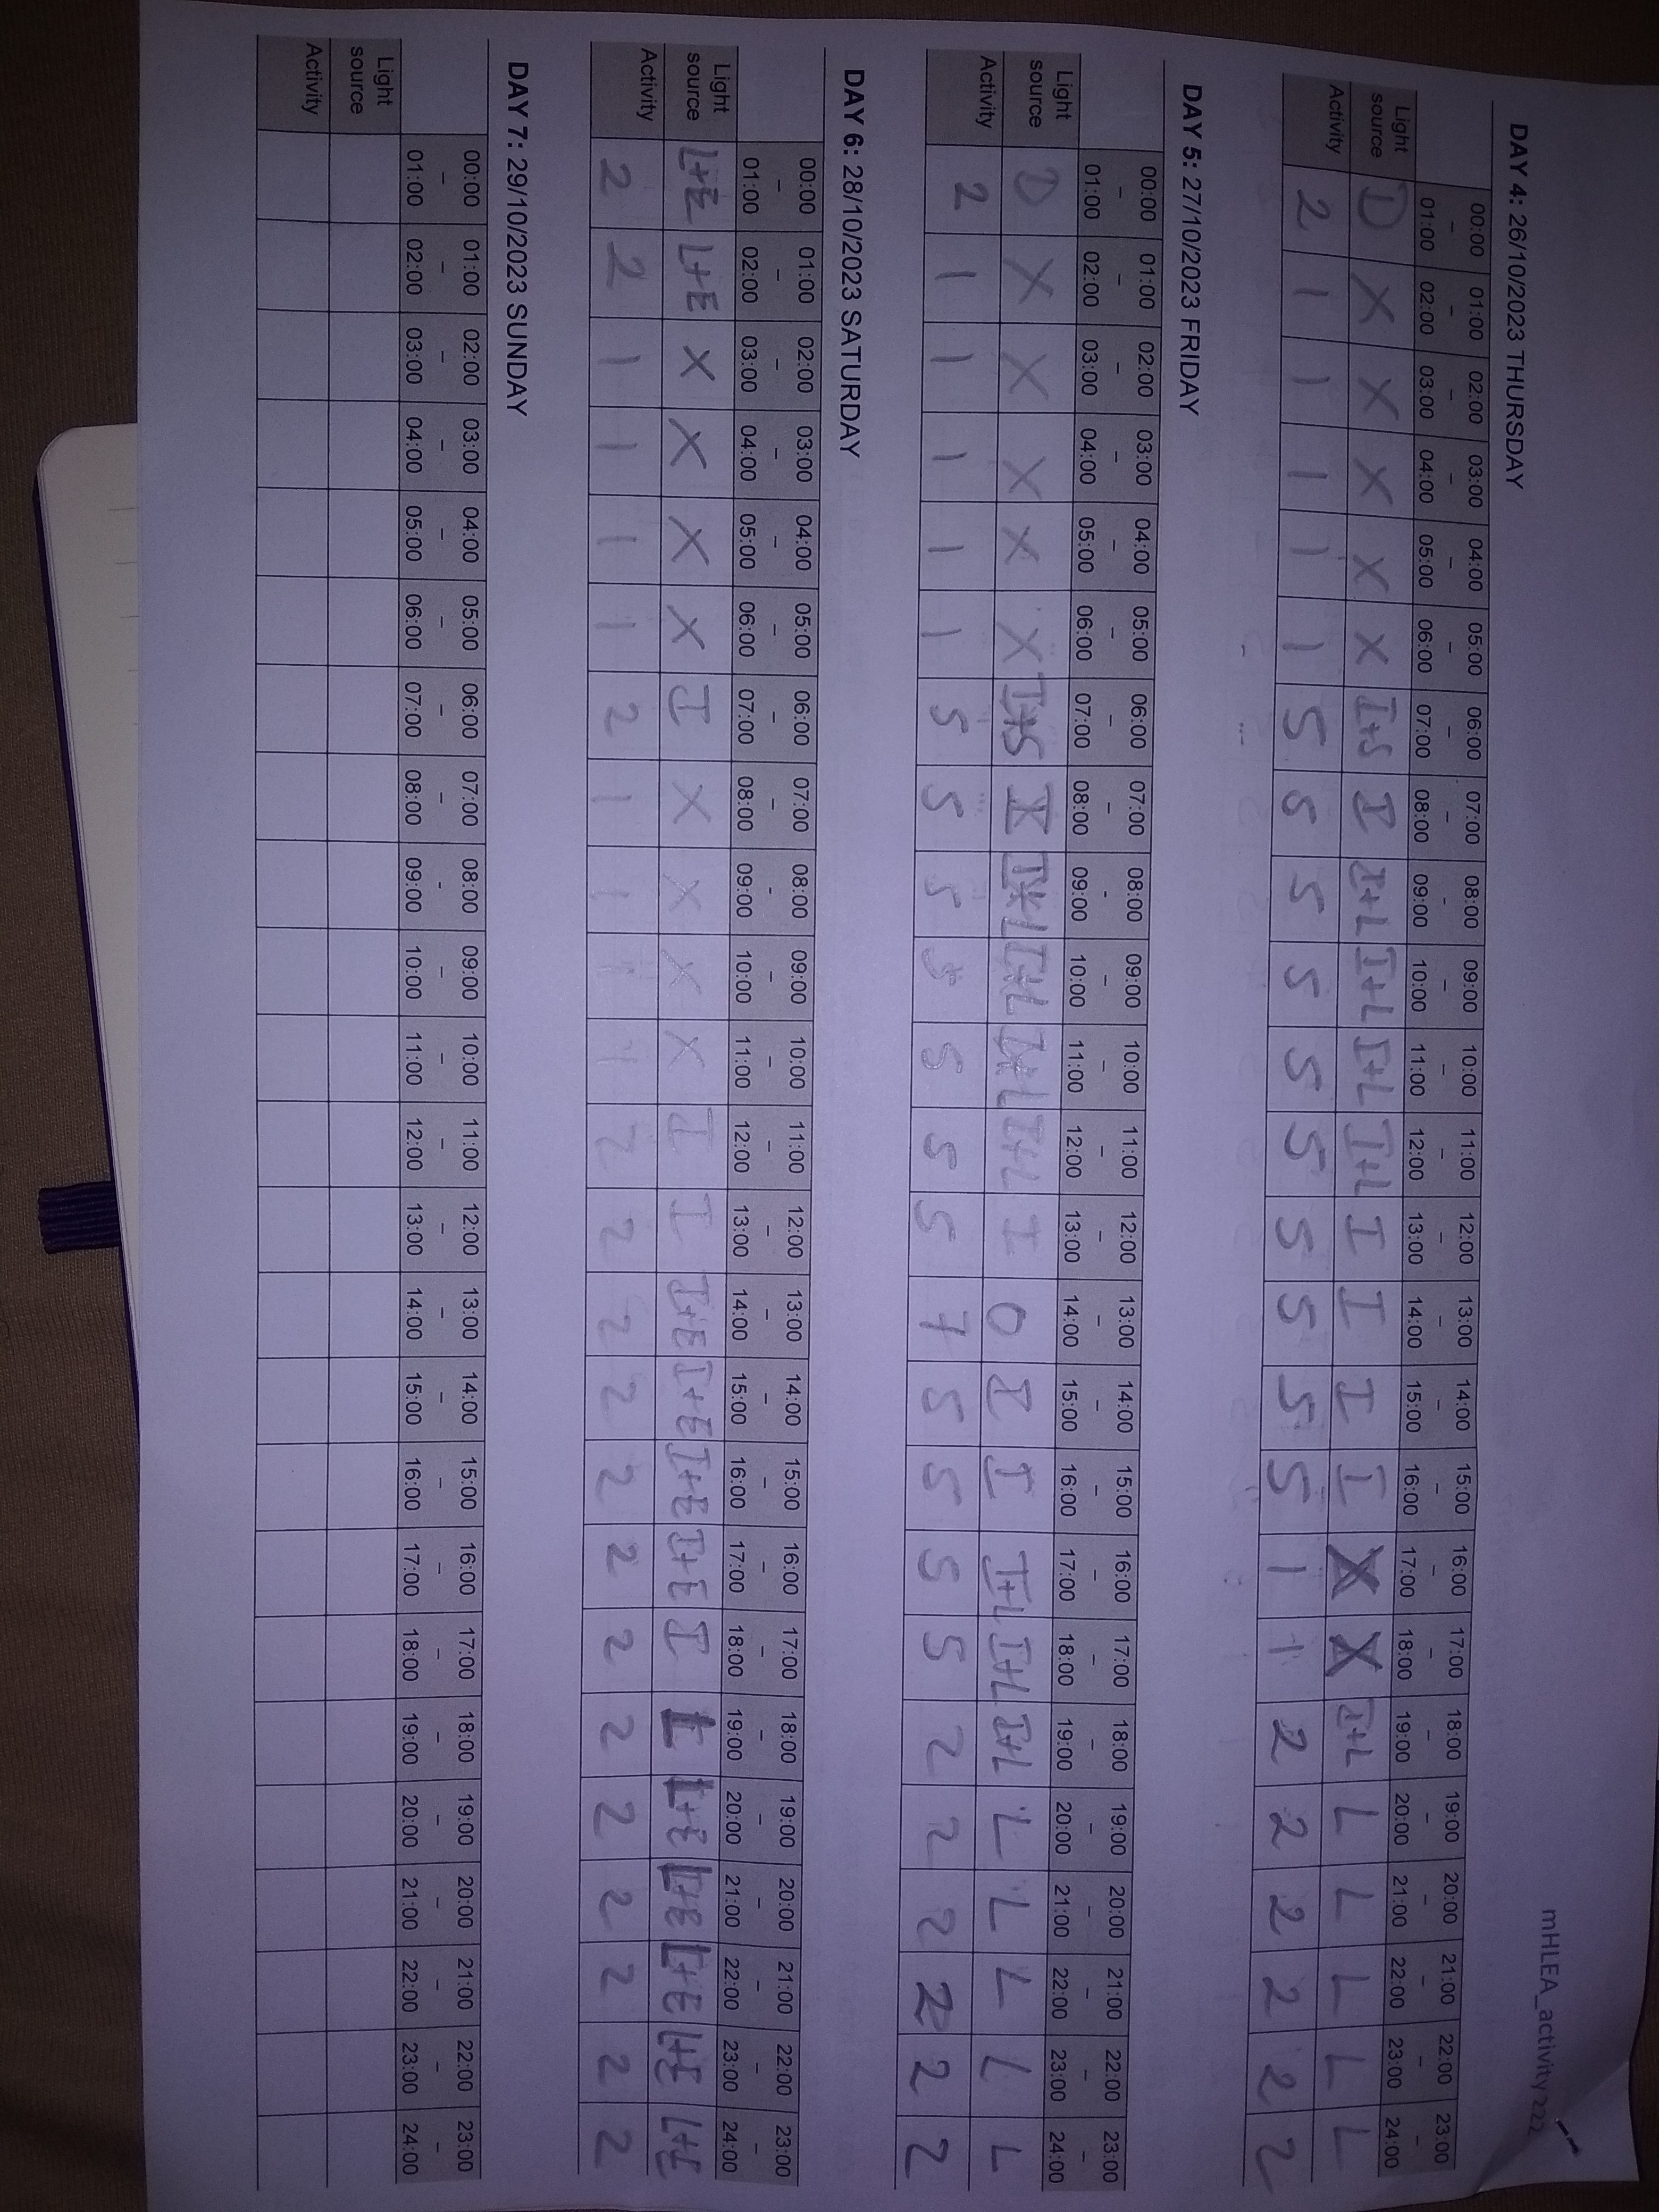 mHLEA_activity222
DAY 4: 26/10/2023 THURSDAY
00:00 – 01:00 01:00 – 02:00 02:00 – 03:00 03:00 – 04:00 04:00 – 05:00 05:00 – 06:00 06:00 – 07:00 07:00 – 08:00 08:00 – 09:00 09:00 – 10:00 10:00 – 11:00 11:00 – 12:00 12:00 – 13:00 13:00 – 14:00 14:00 – 15:00 15:00 – 16:00 16:00 – 17:00 17:00 – 18:00 18:00 – 19:00 19:00 – 20:00 20:00 – 21:00 21:00 – 22:00 22:00 – 23:00 23:00 – 24:00
Light source D X X X X X I+S I I+L I+L I+L I+L I I I I X X I+L L L L L L
Activity 2 1 1 1 1 1 5 5 5 5 5 5 5 5 5 5 1 1 2 2 2 2 2 2
DAY 5: 27/10/2023 FRIDAY
00:00 – 01:00 01:00 – 02:00 02:00 – 03:00 03:00 – 04:00 04:00 – 05:00 05:00 – 06:00 06:00 – 07:00 07:00 – 08:00 08:00 - 09:00 09:00 – 10:00 10:00 – 11:00 11:00 – 12:00 12:00 – 13:00 13:00 – 14:00 14:00 – 15:00 15:00 – 16:00 16:00 – 17:00 17:00 – 18:00 18:00 – 19:00 19:00 – 20:00 20:00 – 21:00 21:00 – 22:00 22:00 – 23:00 23:00 – 24:00
Light source D X X X X X I+S I I+L I+L I+L I+L I O I I I+L I+L I+L L L L L L
Activity 2 1 1 1 1 1 5 5 5 5 5 5 5 7 5 5 5 5 2 2 2 2 2 2
DAY 6: 28/10/2023 SATURDAY
00:00 – 01:00 01:00 – 02:00 02:00 – 03:00 03:00 – 04:00 04:00 – 05:00 05:00 – 06:00 06:00 – 07:00 07:00 – 08:00 08:00 - 09:00 09:00 – 10:00 10:00 – 11:00 11:00 – 12:00 12:00 – 13:00 13:00 – 14:00 14:00 – 15:00 15:00 – 16:00 16:00 – 17:00 17:00 – 18:00 18:00 – 19:00 19:00 – 20:00 20:00 – 21:00 21:00 – 22:00 22:00 – 23:00 23:00 – 24:00
Light source L+E L+E X X X X I X X X X I I I+E I+E I+E I+E I L+E L+E L+E L+E L+E
Activity 2 2 1 1 1 1 2 1 1 1 1 2 2 2 2 2 2 2 2 2 2 2 2 2
DAY 7: 29/10/2023 SUNDAY
00:00 – 01:00 01:00 – 02:00 02:00 – 03:00 03:00 – 04:00 04:00 – 05:00 05:00 – 06:00 06:00 – 07:00 07:00 – 08:00 08:00 - 09:00 09:00 – 10:00 10:00 – 11:00 11:00 – 12:00 12:00 – 13:00 13:00 – 14:00 14:00 – 15:00 15:00 – 16:00 16:00 – 17:00 17:00 – 18:00 18:00 – 19:00 19:00 – 20:00 20:00 – 21:00 21:00 – 22:00 22:00 – 23:00 23:00 – 24:00
Light source
Activity